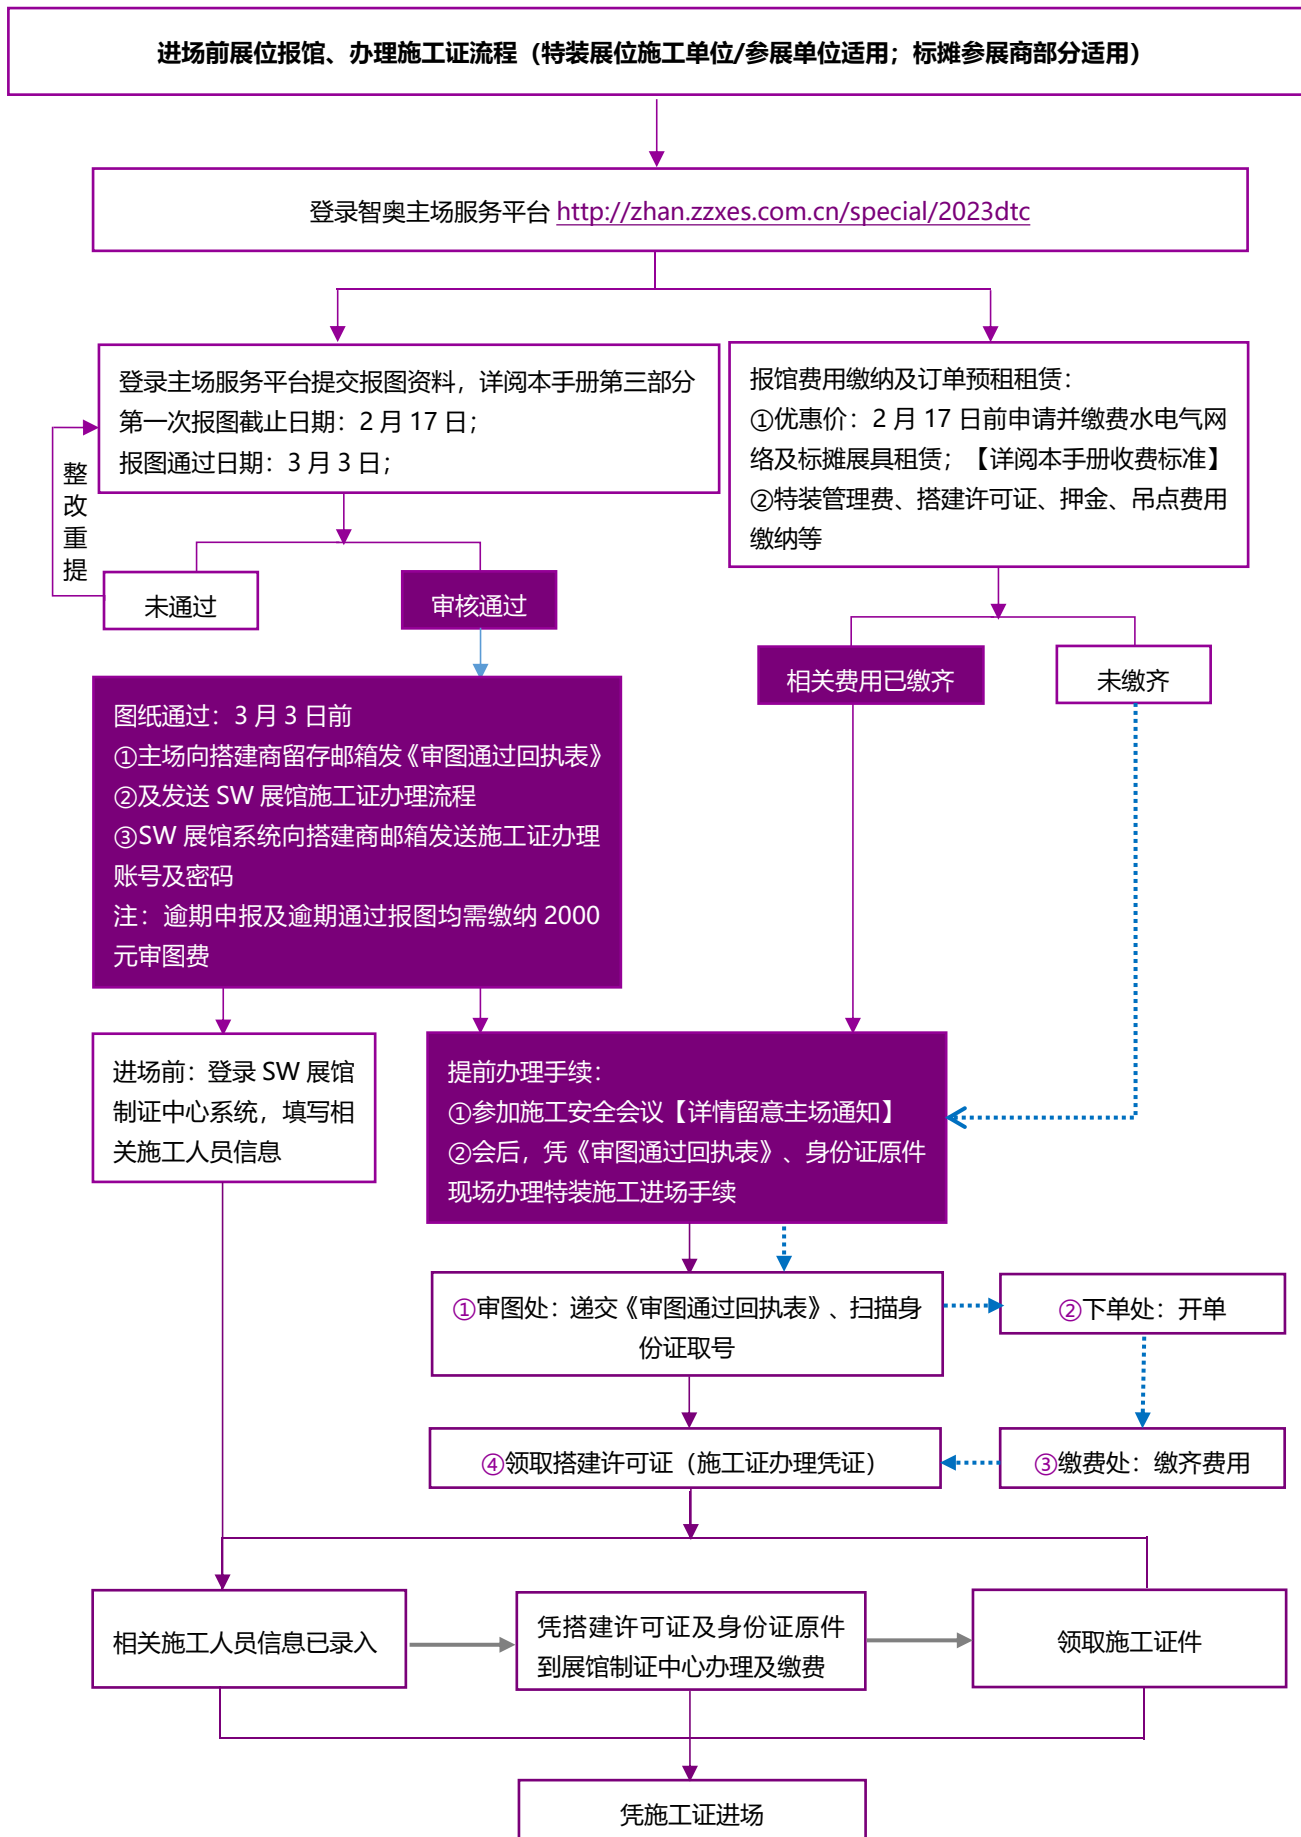 进场前展位报馆、办理施工证流程（特装展位施工单位/参展单位适用；标摊参展商部分适用）
登录智奥主场服务平台 http://zhan.zzxes.com.cn/special/2023dtc
登录主场服务平台提交报图资料，详阅本手册第三部分
第一次报图截止日期：2 月 17 日；
报图通过日期：3 月 3 日；
报馆费用缴纳及订单预租租赁：
①优惠价：2 月 17 日前申请并缴费水电气网
络及标摊展具租赁；【详阅本手册收费标准】
②特装管理费、搭建许可证、押金、吊点费用
缴纳等
整
改
重
提
未通过
审核通过
相关费用已缴齐
未缴齐
图纸通过：3 月 3 日前
①主场向搭建商留存邮箱发《审图通过回执表》
②及发送 SW 展馆施工证办理流程
③SW 展馆系统向搭建商邮箱发送施工证办理
账号及密码
注：逾期申报及逾期通过报图均需缴纳 2000
元审图费
进场前：登录 SW 展馆
制证中心系统，填写相
关施工人员信息
提前办理手续：
①参加施工安全会议【详情留意主场通知】
②会后，凭《审图通过回执表》、身份证原件
现场办理特装施工进场手续
①审图处：递交《审图通过回执表》、扫描身
份证取号
②下单处：开单
④领取搭建许可证（施工证办理凭证）
③缴费处：缴齐费用
相关施工人员信息已录入
凭搭建许可证及身份证原件
到展馆制证中心办理及缴费
领取施工证件
凭施工证进场